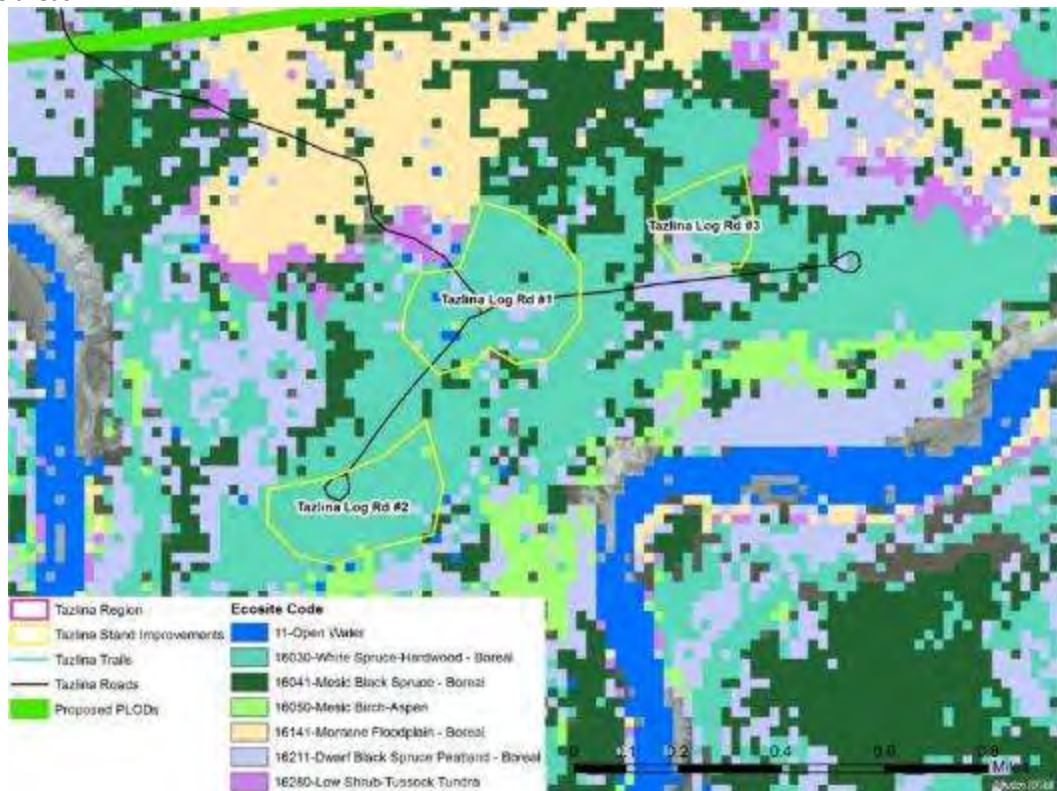 Tazlina Log Rd #3
Tazlina Log Rd #1
Tazlina Log Rd #2
Tazlina Region
Tazlina Stand Improvements
Tazlina Trails
Tazlina Roads
Proposed PLODs
Ecosite Code
11-Open Water
16030-White Spruce-Hardwood - Boreal
16041-Mesic Black Spruce - Boreal
16050-Mesic Birch-Aspen
16141-Montane Floodplain - Boreal
16211-Dwarf Black Spruce Peatland - Boreal
16280-Low Shrub-Tussock Tundra
0 0.1 0.2 0.4 0.6 0.8
Miles